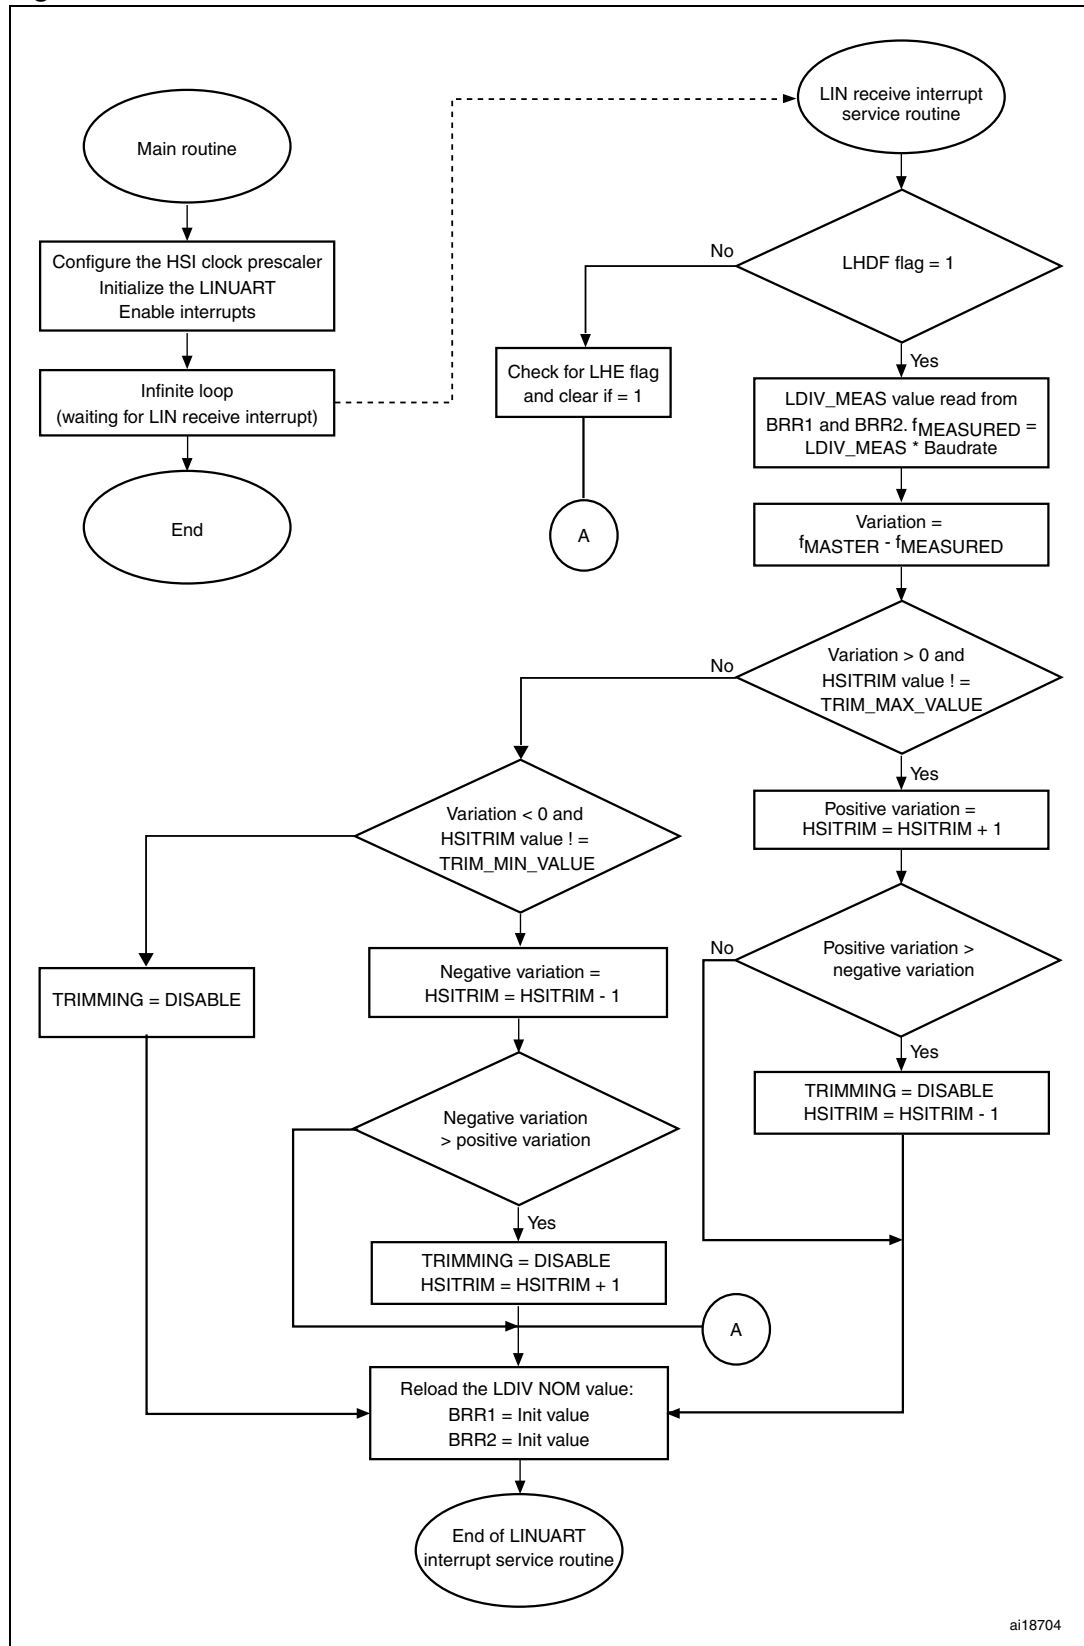 Main routine
Configure the HSI clock prescaler
Initialize the LINUART
Enable interrupts
Infinite loop
(waiting for LIN receive interrupt)
End
LIN receive interrupt
service routine
LHDF flag = 1
No
Check for LHE flag
and clear if = 1
A
Yes
LDIV_MEAS value read from
BRR1 and BRR2. fMEASURED =
LDIV_MEAS * Baudrate
Variation =
fMASTER - fMEASURED
Variation > 0 and
HSITRIM value ! =
TRIM_MAX_VALUE
No
Yes
Positive variation =
HSITRIM = HSITRIM + 1
Positive variation >
negative variation
No
Yes
TRIMMING = DISABLE
HSITRIM = HSITRIM - 1
Variation < 0 and
HSITRIM value ! =
TRIM_MIN_VALUE
TRIMMING = DISABLE
Negative variation =
HSITRIM = HSITRIM - 1
Negative variation
> positive variation
Yes
TRIMMING = DISABLE
HSITRIM = HSITRIM + 1
A
Reload the LDIV NOM value:
BRR1 = Init value
BRR2 = Init value
End of LINUART
interrupt service routine
ai18704